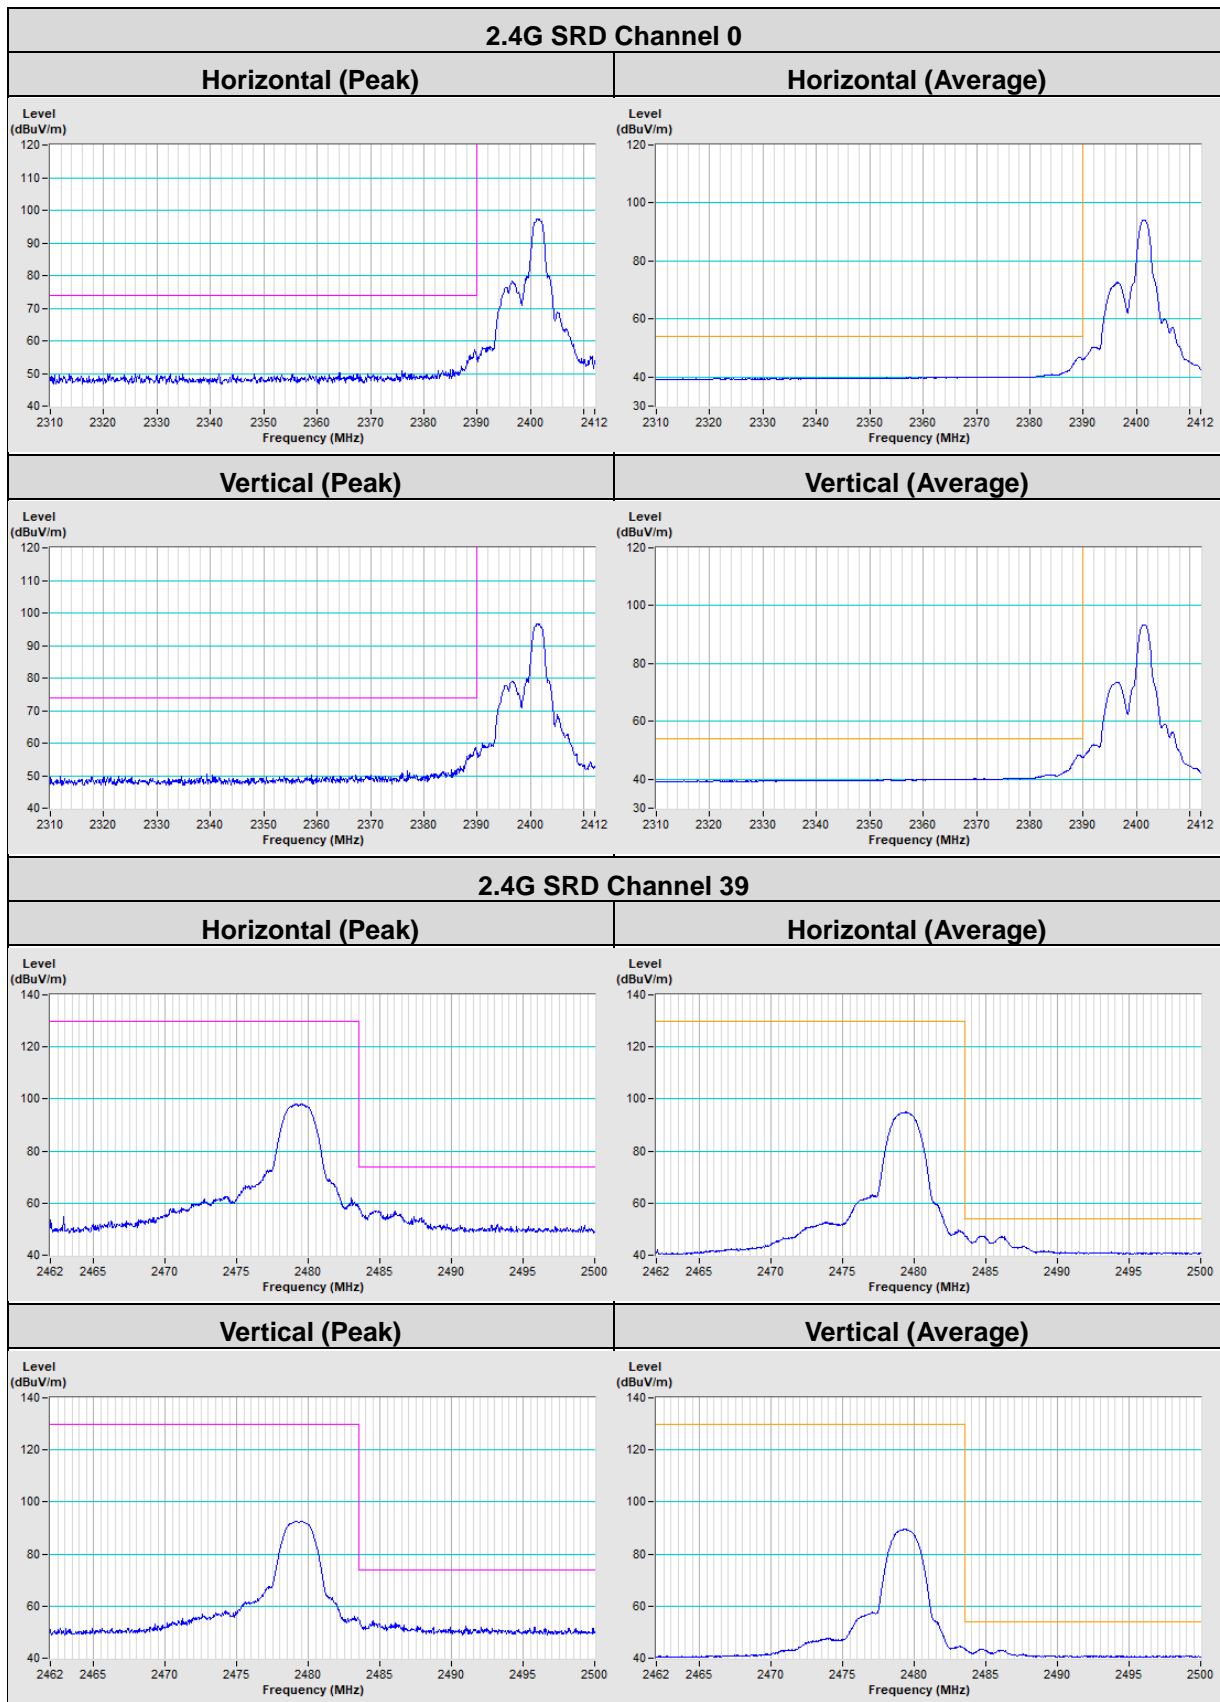 2.4G SRD Channel 0
Horizontal (Peak)
Horizontal (Average)
Level
(dBuV/m)
120
110
100
90
80
70
60
50
40
2310 2320 2330 2340 2350 2360 2370 2380 2390 2400 2412
Frequency (MHz)
Level
(dBuV/m)
120
100
80
60
40
30
2310 2320 2330 2340 2350 2360 2370 2380 2390 2400 2412
Frequency (MHz)
Vertical (Peak)
Vertical (Average)
Level
(dBuV/m)
120
110
100
90
80
70
60
50
40
2310 2320 2330 2340 2350 2360 2370 2380 2390 2400 2412
Frequency (MHz)
Level
(dBuV/m)
120
100
80
60
40
30
2310 2320 2330 2340 2350 2360 2370 2380 2390 2400 2412
Frequency (MHz)
2.4G SRD Channel 39
Horizontal (Peak)
Horizontal (Average)
Level
(dBuV/m)
140
120
100
80
60
40
2462 2465 2470 2475 2480 2485 2490 2495 2500
Frequency (MHz)
Level
(dBuV/m)
140
120
100
80
60
40
2462 2465 2470 2475 2480 2485 2490 2495 2500
Frequency (MHz)
Vertical (Peak)
Vertical (Average)
Level
(dBuV/m)
140
120
100
80
60
40
2462 2465 2470 2475 2480 2485 2490 2495 2500
Frequency (MHz)
Level
(dBuV/m)
140
120
100
80
60
40
2462 2465 2470 2475 2480 2485 2490 2495 2500
Frequency (MHz)